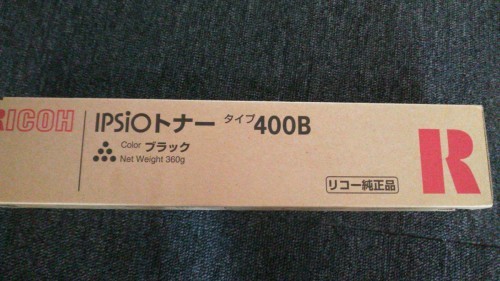 RICOH
IPSiOトナー タイプ400B
Color ブラック
Net Weight 360g
リコー純正品
R